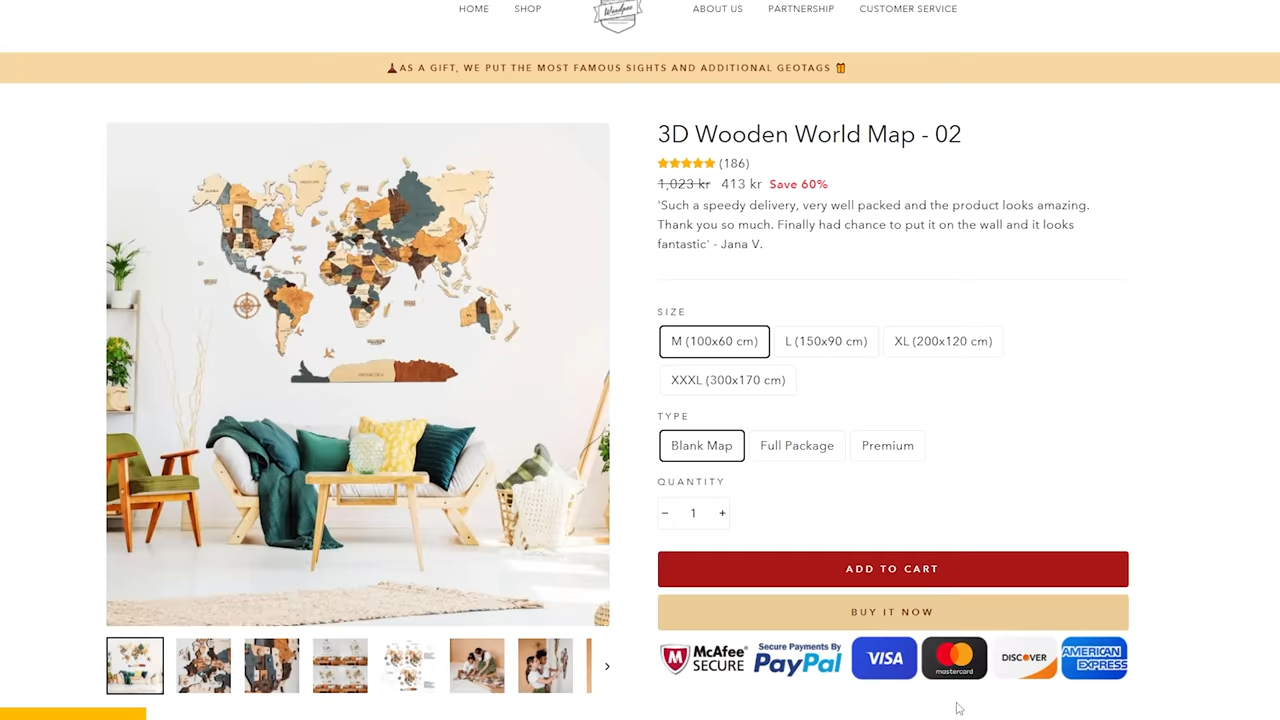 HOME
SHOP
Woodpee
ABOUT US
PARTNERSHIP
CUSTOMER SERVICE
AS A GIFT, WE PUT THE MOST FAMOUS SIGHTS AND ADDITIONAL GEOTAGS
3D Wooden World Map - 02
(186)
1,023 kr 413 kr Save 60%
'Such a speedy delivery, very well packed and the product looks amazing.
Thank you so much. Finally had chance to put it on the wall and it looks
fantastic' - Jana V.
SIZE
M (100x60 cm)
L (150x90 cm)
XL (200x120 cm)
XXXL (300x170 cm)
TYPE
Blank Map
Full Package
Premium
QUANTITY
− 1 +
ADD TO CART
BUY IT NOW
McAfee
SECURE
Secure Payments By
PayPal
VISA
mastercard
DISCOVER
AMERICAN
EXPRESS